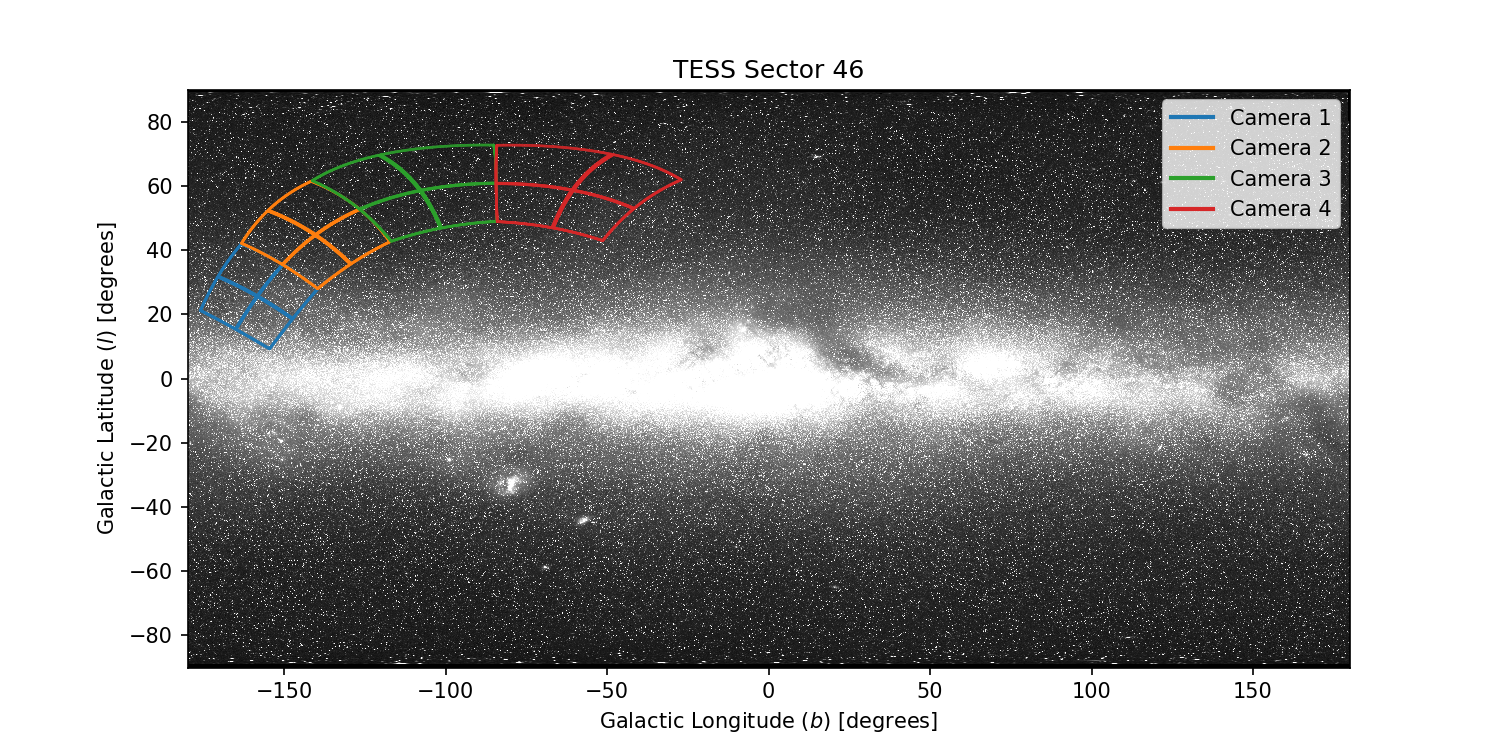 TESS Sector 46
Camera 1
Camera 2
Camera 3
Camera 4
80
60
40
20
0
−20
−40
−60
−80
Galactic Latitude (l) [degrees]
−150
−100
−50
0
50
100
150
Galactic Longitude (b) [degrees]